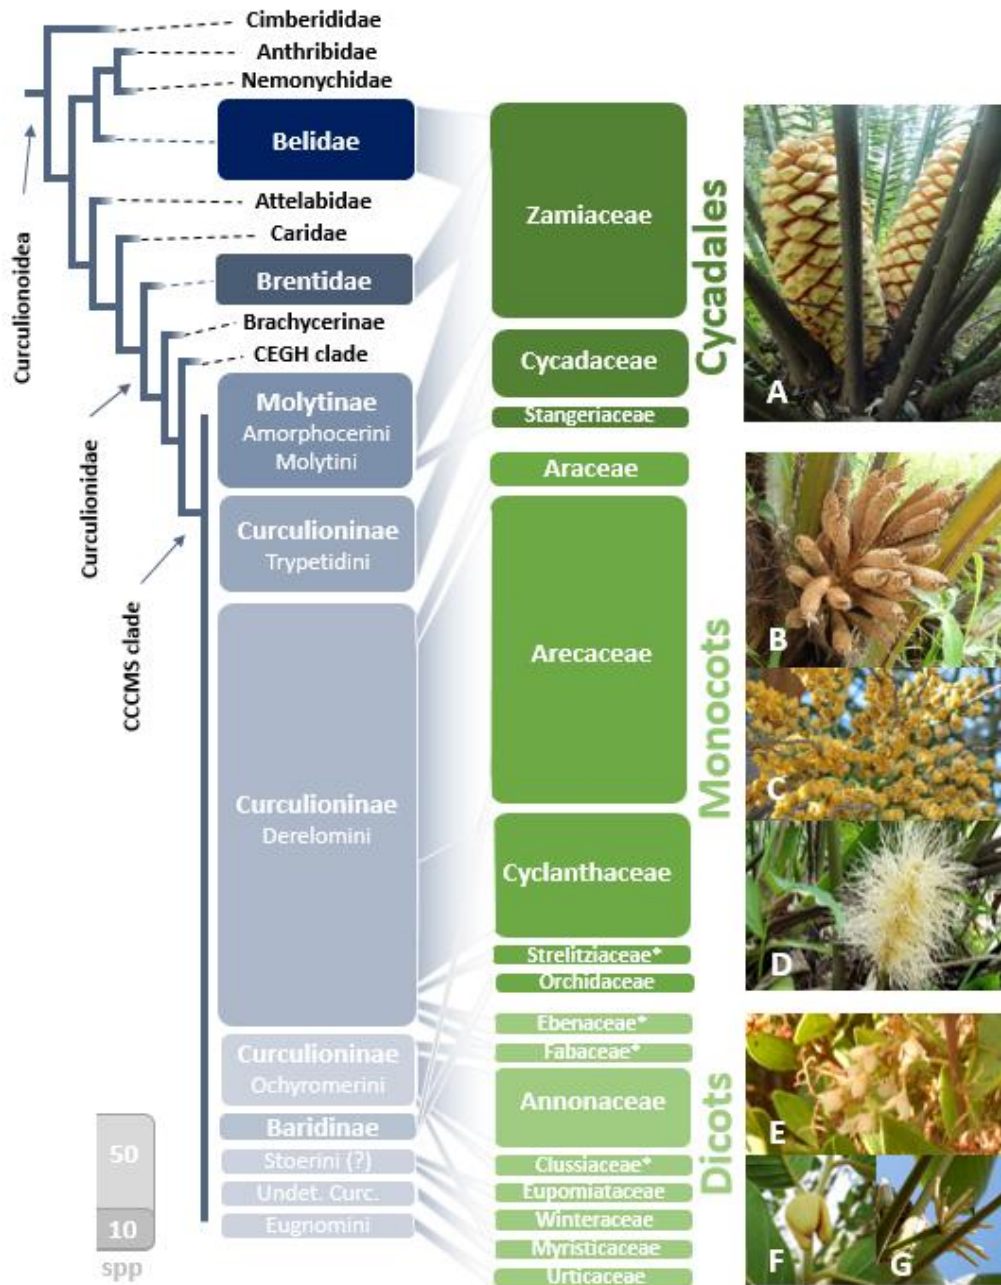 Cimberididae
Anthribidae
Nemonychidae
Belidae
Attelabidae
Caridae
Brentidae
Brachycerinae
CEGH clade
Molytinae
Amorphocerini
Molytini
Curculioninae
Trypetidini
Curculioninae
Derelomini
Curculioninae
Ochyromerini
Baridinae
Stoerini (?)
Undet. Curc.
Eugnomini
Curculionoidea
Curculionidae
CCCMS clade
50
10
spp
Zamiaceae
Cycadaceae
Stangeriaceae
Araceae
Arecaceae
Cyclanthaceae
Strelitziaceae*
Orchidaceae
Ebenaceae*
Fabaceae*
Annonaceae
Clussiaceae*
Eupomiataceae
Winteraceae
Myristicaceae
Urticaceae
Cycadales
Monocots
Dicots
A
B
C
D
E
F
G